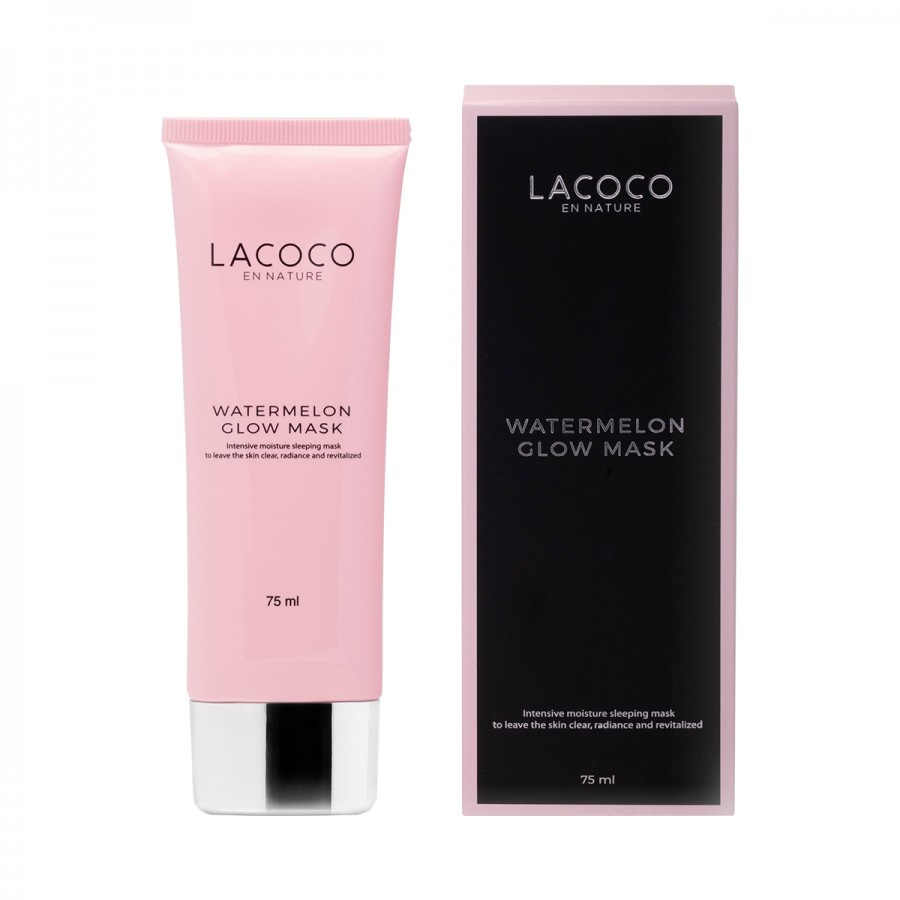 LACOCO
EN NATURE
WATERMELON
GLOW MASK
Intensive moisture sleeping mask
to leave the skin clear, radiance and revitalized
75 ml
LACOCO
EN NATURE
WATERMELON
GLOW MASK
Intensive moisture sleeping mask
to leave the skin clear, radiance and revitalized
75 ml